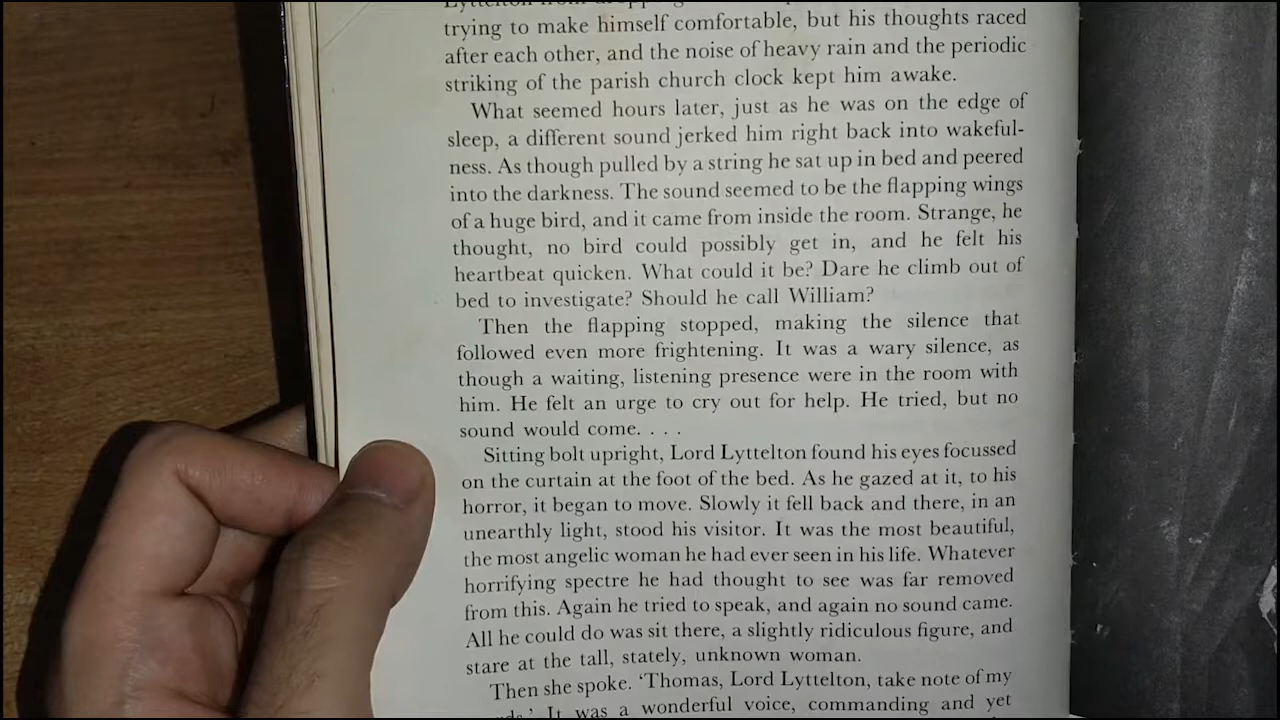 trying to make himself comfortable, but his thoughts raced
after each other, and the noise of heavy rain and the periodic
striking of the parish church clock kept him awake.
What seemed hours later, just as he was on the edge of
sleep, a different sound jerked him right back into wakeful-
ness. As though pulled by a string he sat up in bed and peered
into the darkness. The sound seemed to be the flapping wings
of a huge bird, and it came from inside the room. Strange, he
thought, no bird could possibly get in, and he felt his
heartbeat quicken. What could it be? Dare he climb out of
bed to investigate? Should he call William?
Then the flapping stopped, making the silence that
followed even more frightening. It was a wary silence, as
though a waiting, listening presence were in the room with
him. He felt an urge to cry out for help. He tried, but no
sound would come. . . .
Sitting bolt upright, Lord Lyttelton found his eyes focussed
on the curtain at the foot of the bed. As he gazed at it, to his
horror, it began to move. Slowly it fell back and there, in an
unearthly light, stood his visitor. It was the most beautiful,
the most angelic woman he had ever seen in his life. Whatever
horrifying spectre he had thought to see was far removed
from this. Again he tried to speak, and again no sound came.
All he could do was sit there, a slightly ridiculous figure, and
stare at the tall, stately, unknown woman.
Then she spoke. ‘Thomas, Lord Lyttelton, take note of my
It was a wonderful voice, commanding and yet